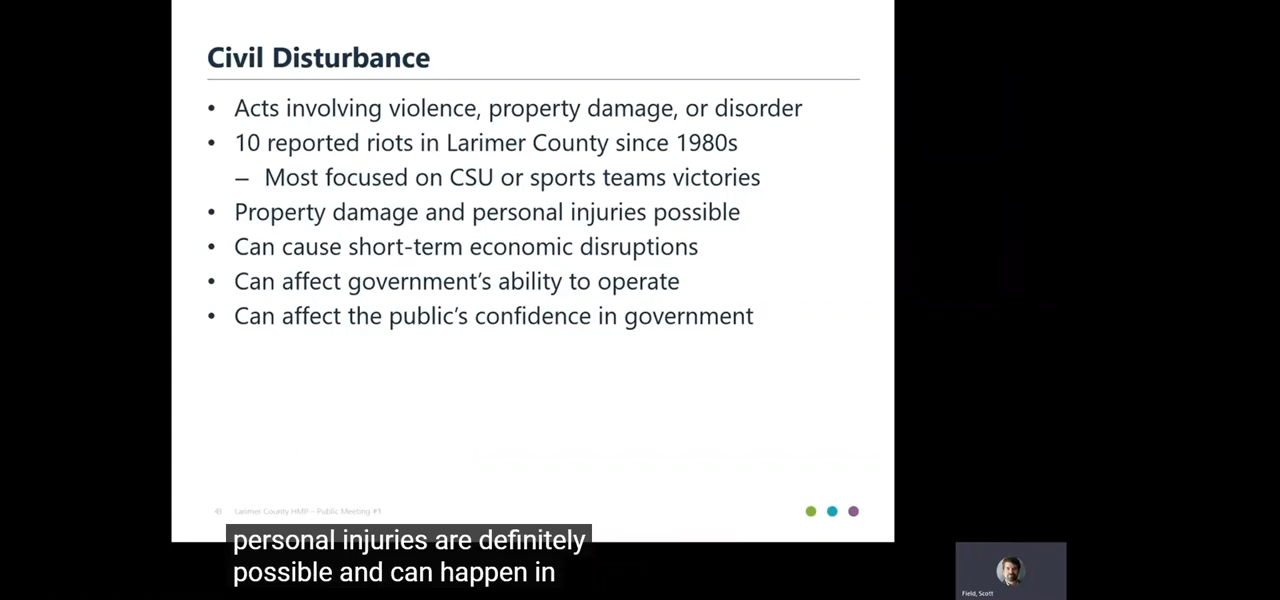 Civil Disturbance
• Acts involving violence, property damage, or disorder
• 10 reported riots in Larimer County since 1980s
– Most focused on CSU or sports teams victories
• Property damage and personal injuries possible
• Can cause short-term economic disruptions
• Can affect government's ability to operate
• Can affect the public's confidence in government
Larimer County HMP – Public Meeting #1
personal injuries are definitely
possible and can happen in
Field, Scott